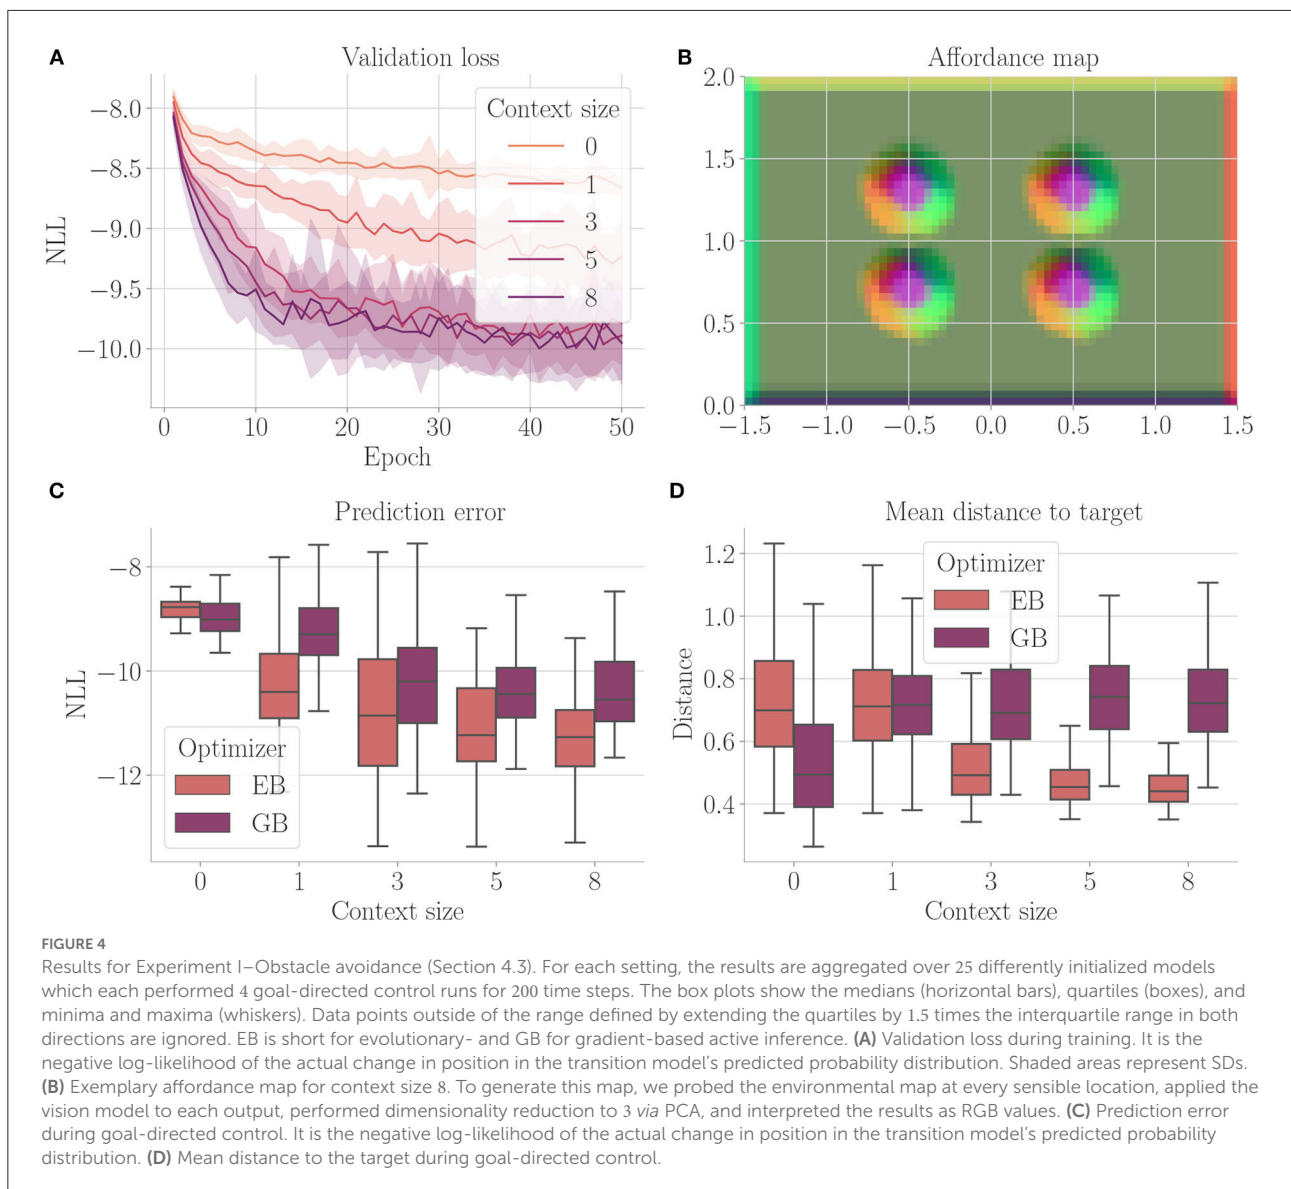 A
Validation loss
NLL
−8.0
−8.5
−9.0
−9.5
−10.0
Context size
0
1
3
5
8
0
10
20
30
40
50
Epoch
B
Affordance map
2.0
1.5
1.0
0.5
0.0
−1.5
−1.0
−0.5
0.0
0.5
1.0
1.5
C
Prediction error
NLL
−8
−10
−12
Optimizer
EB
GB
0
1
3
5
8
Context size
D
Mean distance to target
Distance
1.2
1.0
0.8
0.6
0.4
Optimizer
EB
GB
0
1
3
5
8
Context size
FIGURE 4
Results for Experiment I–Obstacle avoidance (Section 4.3). For each setting, the results are aggregated over 25 differently initialized models
which each performed 4 goal-directed control runs for 200 time steps. The box plots show the medians (horizontal bars), quartiles (boxes), and
minima and maxima (whiskers). Data points outside of the range defined by extending the quartiles by 1.5 times the interquartile range in both
directions are ignored. EB is short for evolutionary- and GB for gradient-based active inference. (A) Validation loss during training. It is the
negative log-likelihood of the actual change in position in the transition model's predicted probability distribution. Shaded areas represent SDs.
(B) Exemplary affordance map for context size 8. To generate this map, we probed the environmental map at every sensible location, applied the
vision model to each output, performed dimensionality reduction to 3 via PCA, and interpreted the results as RGB values. (C) Prediction error
during goal-directed control. It is the negative log-likelihood of the actual change in position in the transition model's predicted probability
distribution. (D) Mean distance to the target during goal-directed control.